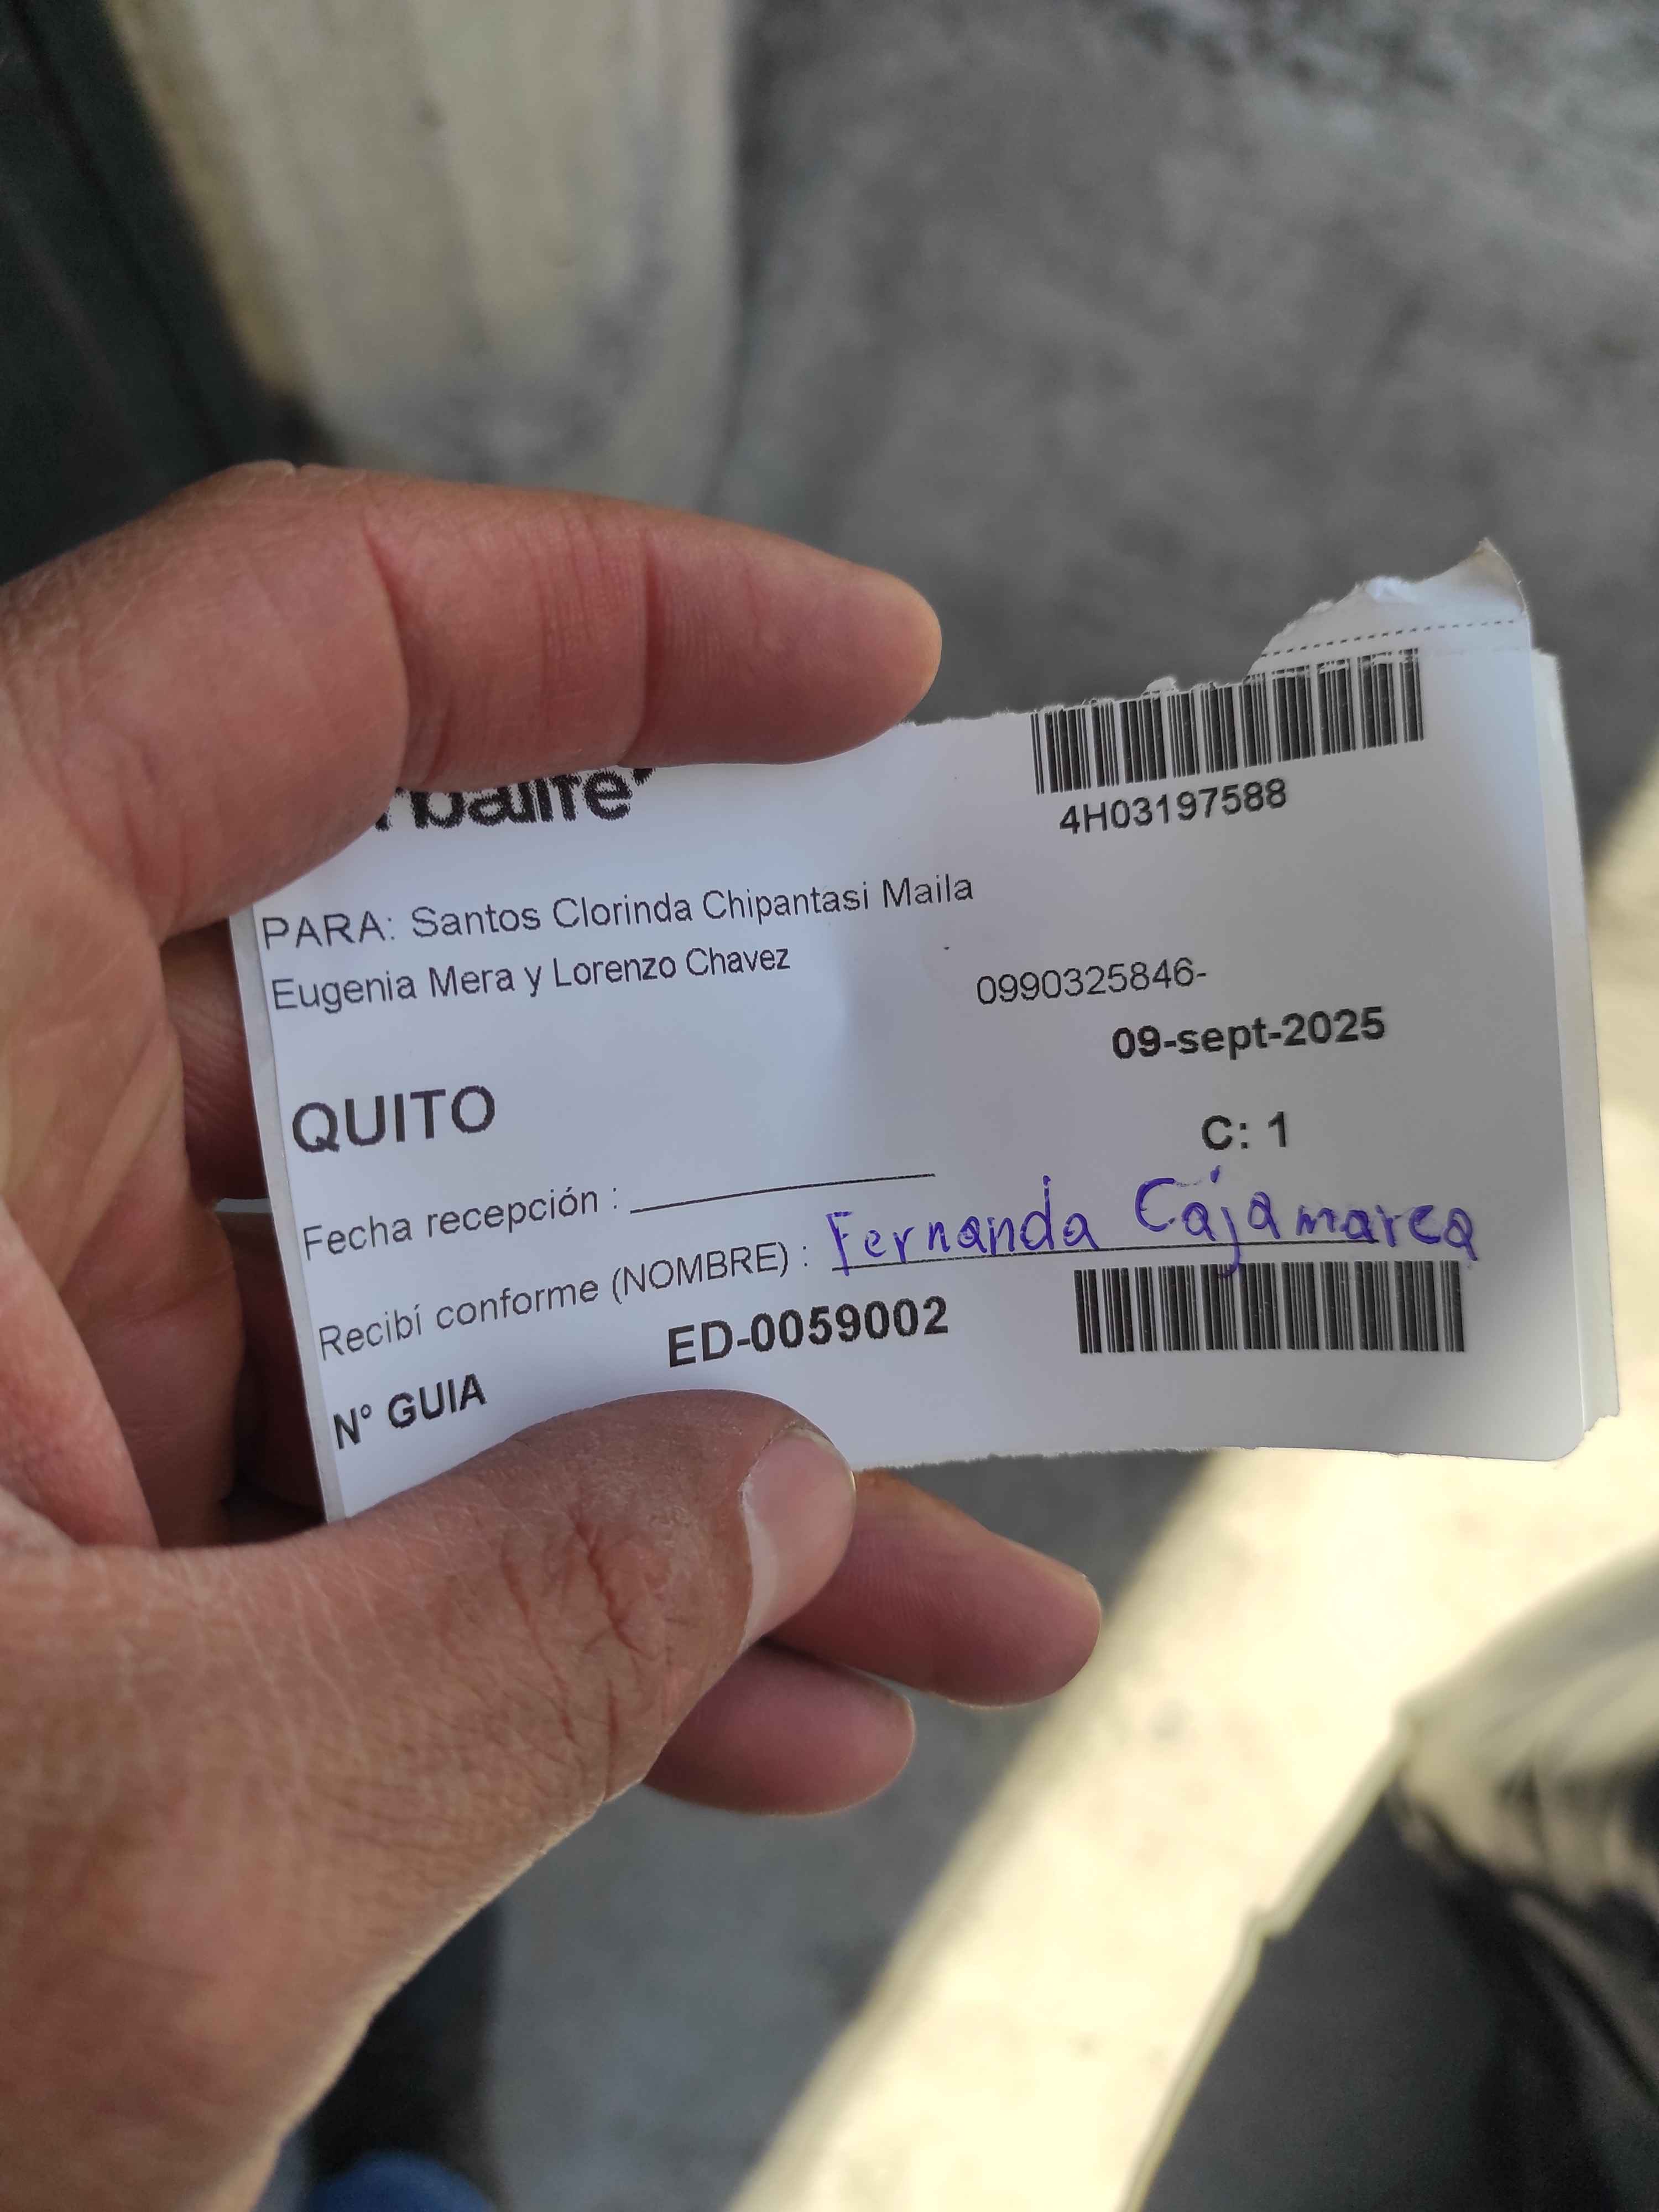 4H03197588
PARA: Santos Clorinda Chipantasi Maila
Eugenia Mera y Lorenzo Chavez
0990325846-
09-sept-2025
QUITO
C: 1
Fecha recepción :
Recibí conforme (NOMBRE) : Fernanda Cajamarca
N° GUIA ED-0059002